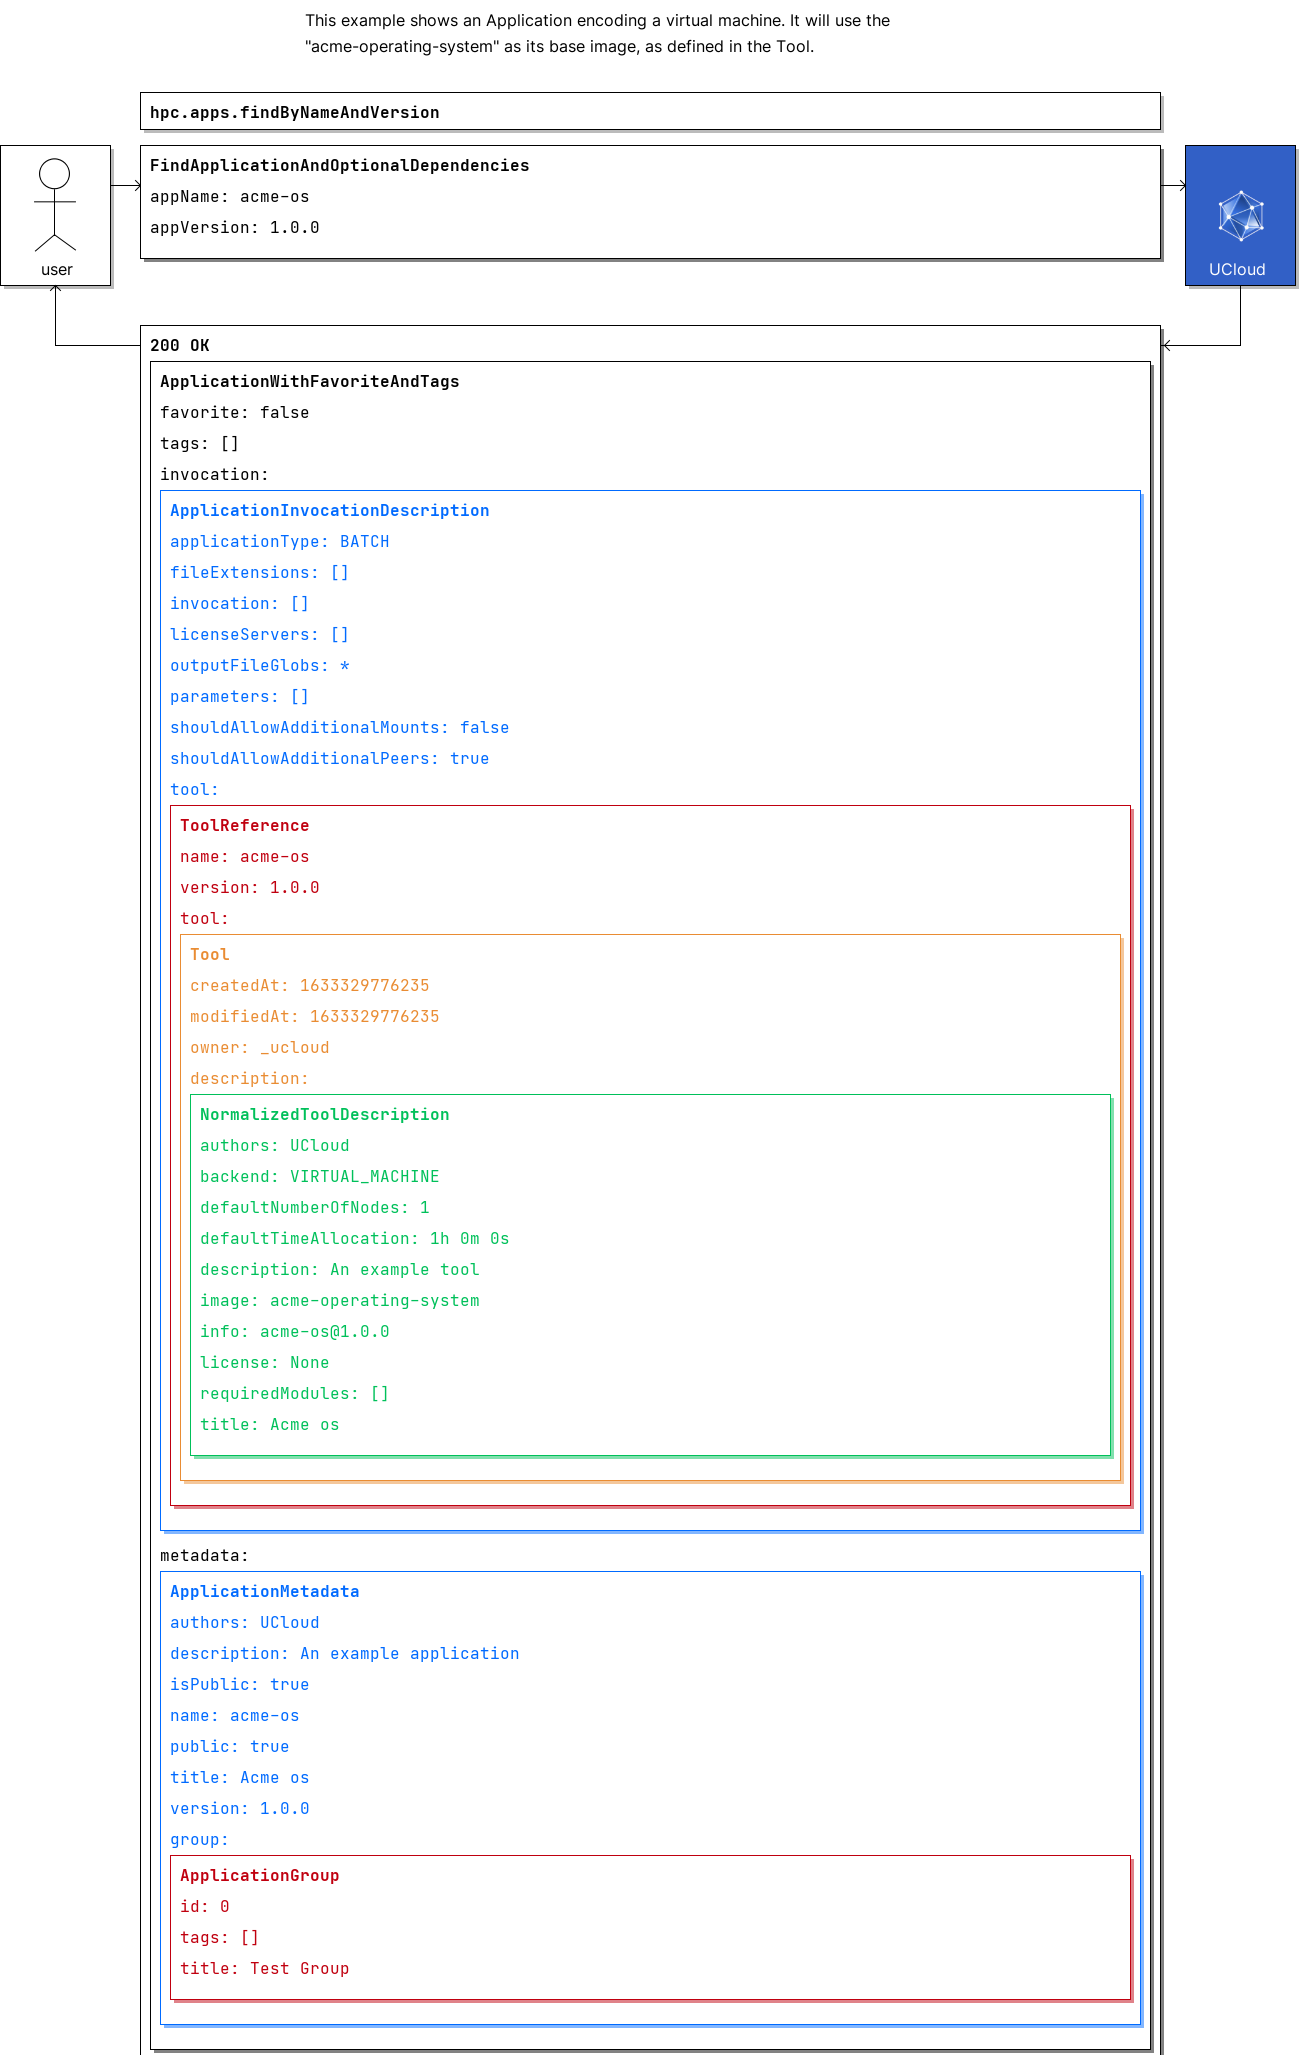 This example shows an Application encoding a virtual machine. It will use the
"acme-operating-system" as its base image, as defined in the Tool.
hpc.apps.findByNameAndVersion
FindApplicationAndOptionalDependencies
appName: acme-os
appVersion: 1.0.0
user
UCloud
200 OK
ApplicationWithFavoriteAndTags
favorite: false
tags: []
invocation:
ApplicationInvocationDescription
applicationType: BATCH
fileExtensions: []
invocation: []
licenseServers: []
outputFileGlobs: *
parameters: []
shouldAllowAdditionalMounts: false
shouldAllowAdditionalPeers: true
tool:
ToolReference
name: acme-os
version: 1.0.0
tool:
Tool
createdAt: 1633329776235
modifiedAt: 1633329776235
owner: _ucloud
description:
NormalizedToolDescription
authors: UCloud
backend: VIRTUAL_MACHINE
defaultNumberOfNodes: 1
defaultTimeAllocation: 1h 0m 0s
description: An example tool
image: acme-operating-system
info: acme-os@1.0.0
license: None
requiredModules: []
title: Acme os
metadata:
ApplicationMetadata
authors: UCloud
description: An example application
isPublic: true
name: acme-os
public: true
title: Acme os
version: 1.0.0
group:
ApplicationGroup
id: 0
tags: []
title: Test Group